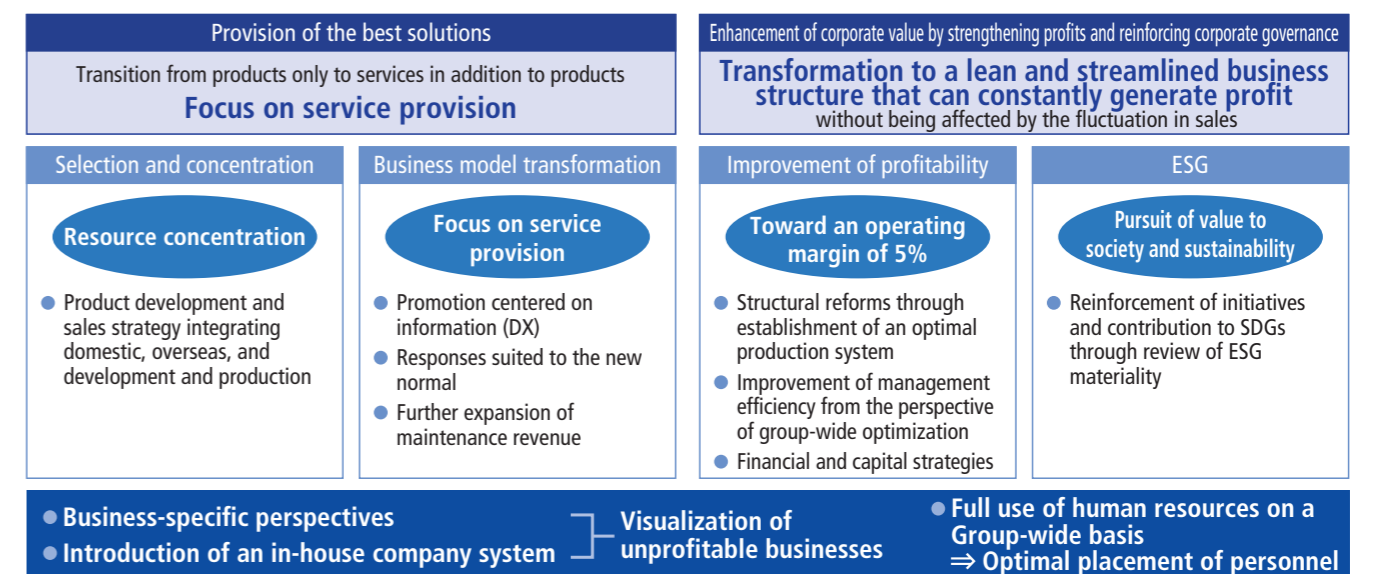 Provision of the best solutions
Transition from products only to services in addition to products
Focus on service provision
Enhancement of corporate value by strengthening profits and reinforcing corporate governance
Transformation to a lean and streamlined business
structure that can constantly generate profit
without being affected by the fluctuation in sales
Selection and concentration
Resource concentration
● Product development and
sales strategy integrating
domestic, overseas, and
development and production
Business model transformation
Focus on service
provision
● Promotion centered on
information (DX)
● Responses suited to the new
normal
● Further expansion of
maintenance revenue
Improvement of profitability
Toward an operating
margin of 5%
● Structural reforms through
establishment of an optimal
production system
● Improvement of management
efficiency from the perspective
of group-wide optimization
● Financial and capital strategies
ESG
Pursuit of value to
society and sustainability
● Reinforcement of initiatives
and contribution to SDGs
through review of ESG
materiality
● Business-specific perspectives
● Introduction of an in-house company system
Visualization of
unprofitable businesses
● Full use of human resources on a
Group-wide basis
⇒ Optimal placement of personnel